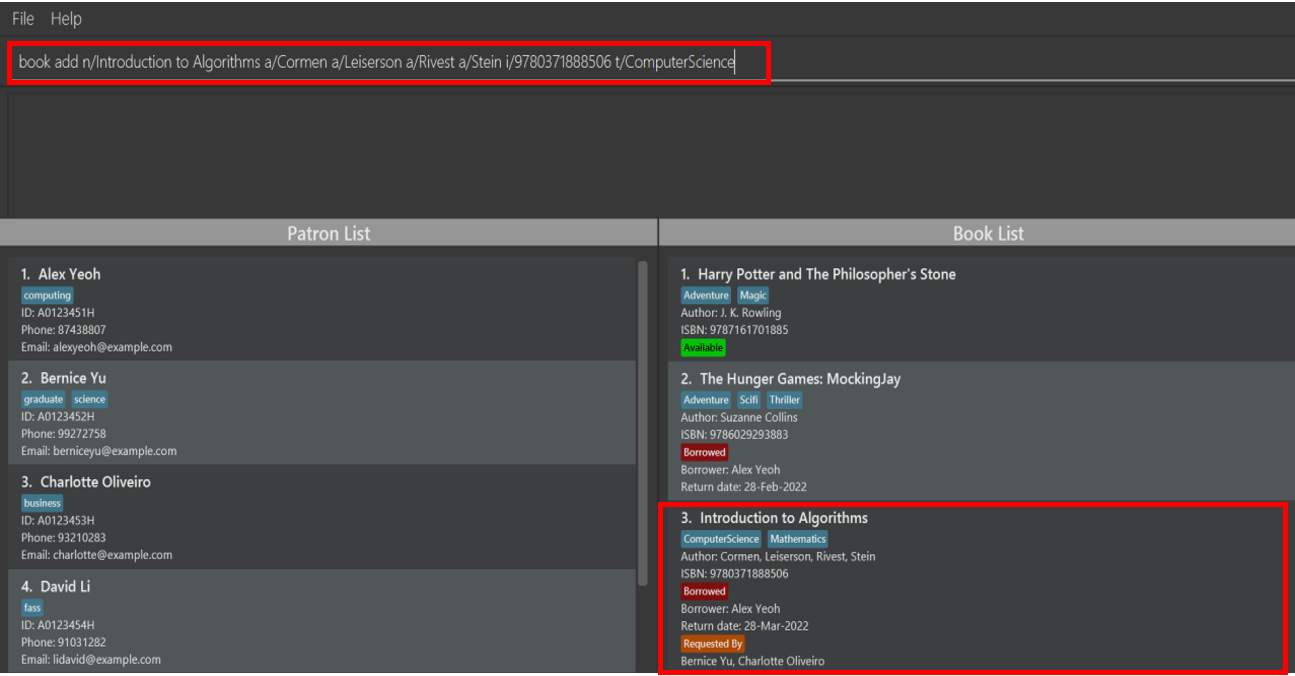 File Help
book add n/Introduction to Algorithms a/Cormen a/Leiserson a/Rivest a/Stein i/9780371888506 t/ComputerScience
Patron List
1. Alex Yeoh
computing
ID: A0123451H
Phone: 87438807
Email: alexyeoh@example.com
2. Bernice Yu
graduate science
ID: A0123452H
Phone: 99272758
Email: berniceyu@example.com
3. Charlotte Oliveiro
business
ID: A0123453H
Phone: 93210283
Email: charlotte@example.com
4. David Li
fass
ID: A0123454H
Phone: 91031282
Email: lidavid@example.com
Book List
1. Harry Potter and The Philosopher's Stone
Adventure Magic
Author: J. K. Rowling
ISBN: 9787161701885
Available
2. The Hunger Games: MockingJay
Adventure Scifi Thriller
Author: Suzanne Collins
ISBN: 9786029293883
Borrowed
Borrower: Alex Yeoh
Return date: 28-Feb-2022
3. Introduction to Algorithms
ComputerScience Mathematics
Author: Cormen, Leiserson, Rivest, Stein
ISBN: 9780371888506
Borrowed
Borrower: Alex Yeoh
Return date: 28-Mar-2022
Requested By
Bernice Yu, Charlotte Oliveiro